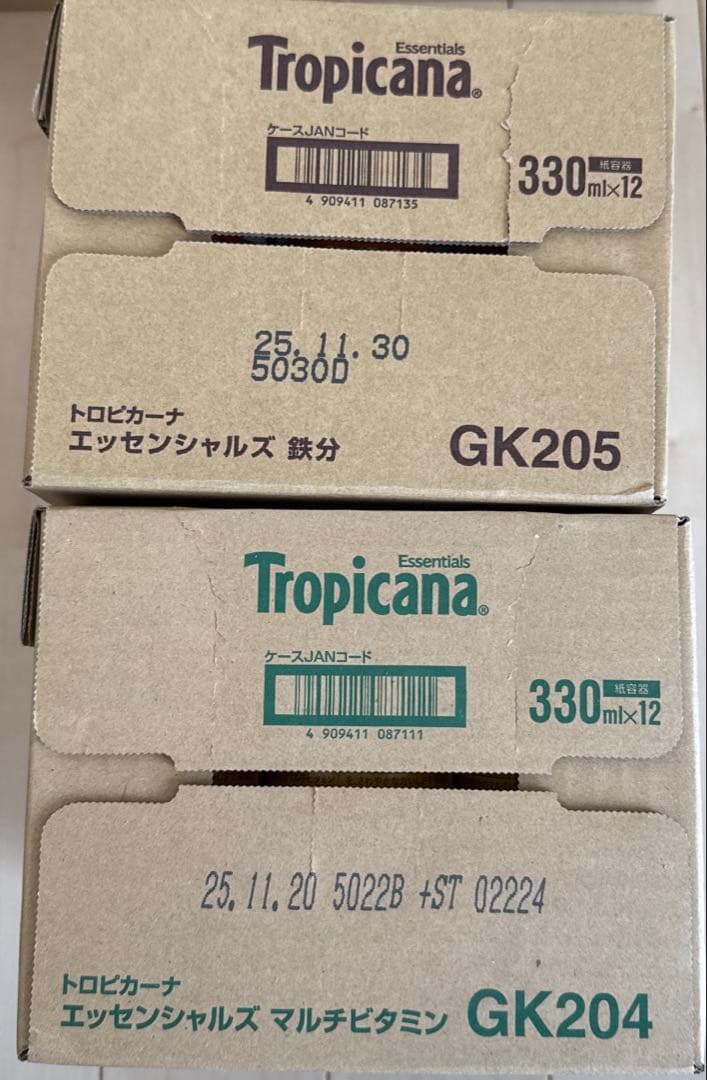 Essentials
Tropicana®
ケースJANコード
4 909411 087135
紙容器
330ml×12
25.11.30
5030D
トロピカーナ
エッセンシャルズ 鉄分
GK205
Essentials
Tropicana®
ケースJANコード
4 909411 087111
紙容器
330ml×12
25.11.20 5022B +ST 02224
トロピカーナ
エッセンシャルズ マルチビタミン
GK204